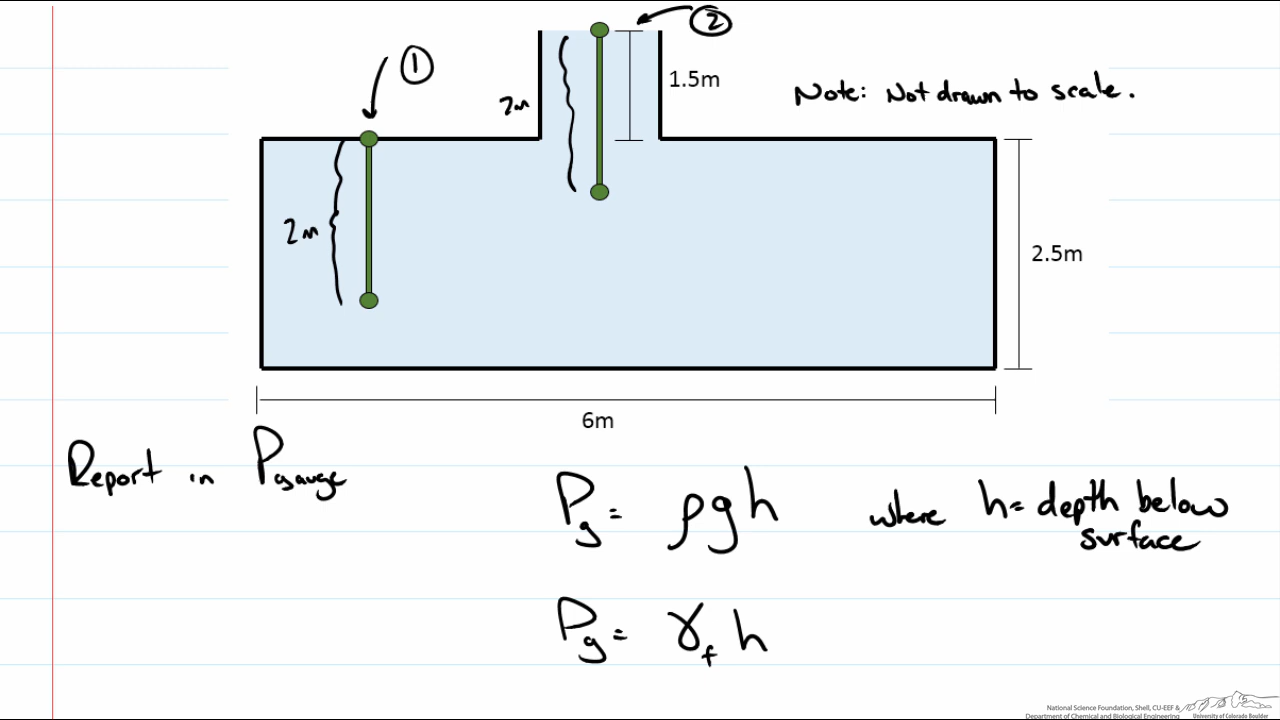 ②
①
1.5m
2m
Note: Not drawn to scale.
2m
2.5m
6m
Report in Pgauge
Pg = ρgh where h= depth below
surface
Pg = γf h
National Science Foundation, Shell, CU-EEF &
Department of Chemical and Biological Engineering
University of Colorado Boulder